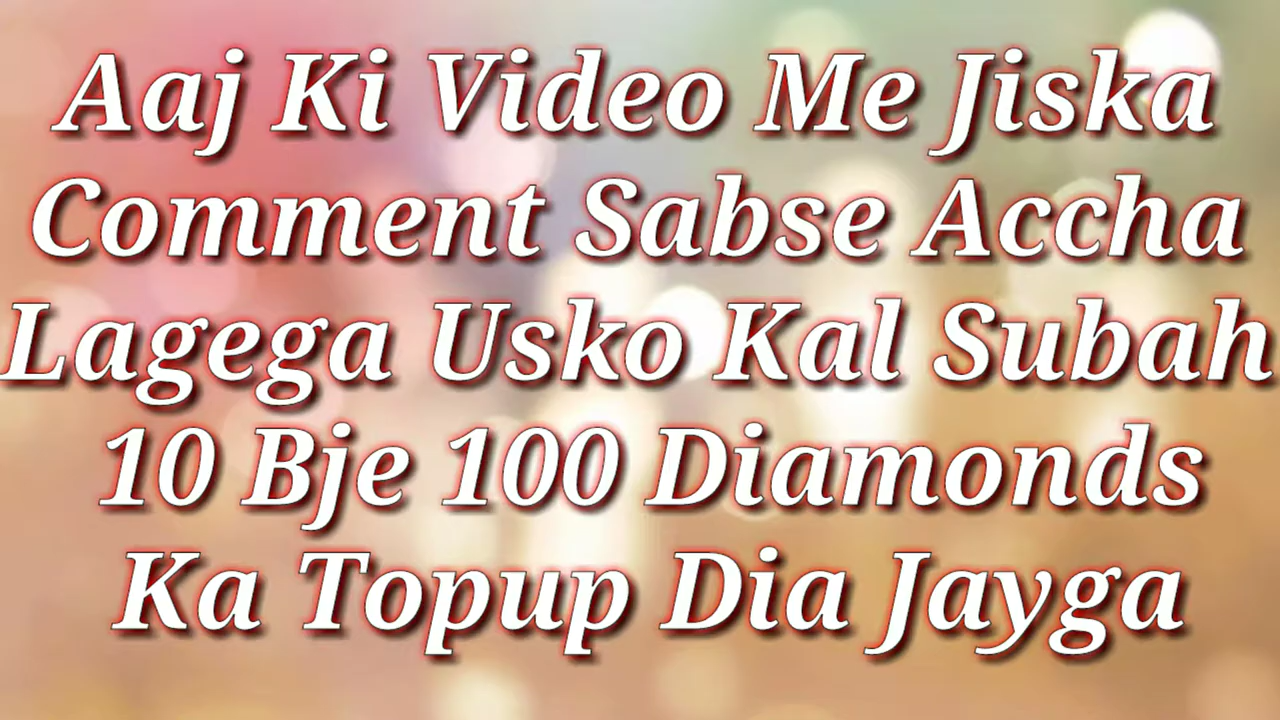 Aaj Ki Video Me Jiska
Comment Sabse Accha
Lagega Usko Kal Subah
10 Bje 100 Diamonds
Ka Topup Dia Jayga